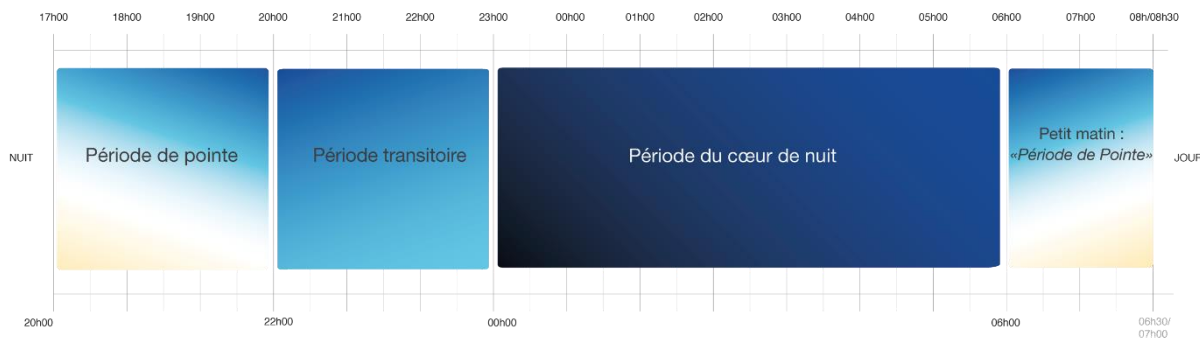 17h00 18h00 19h00 20h00 21h00 22h00 23h00 00h00 01h00 02h00 03h00 04h00 05h00 06h00 07h00 08h/08h30
Période de pointe
Période transitoire
Période du cœur de nuit
Petit matin :
«Période de Pointe»
NUIT
JOUR
20h00 22h00 00h00 06h00 06h30/
07h00